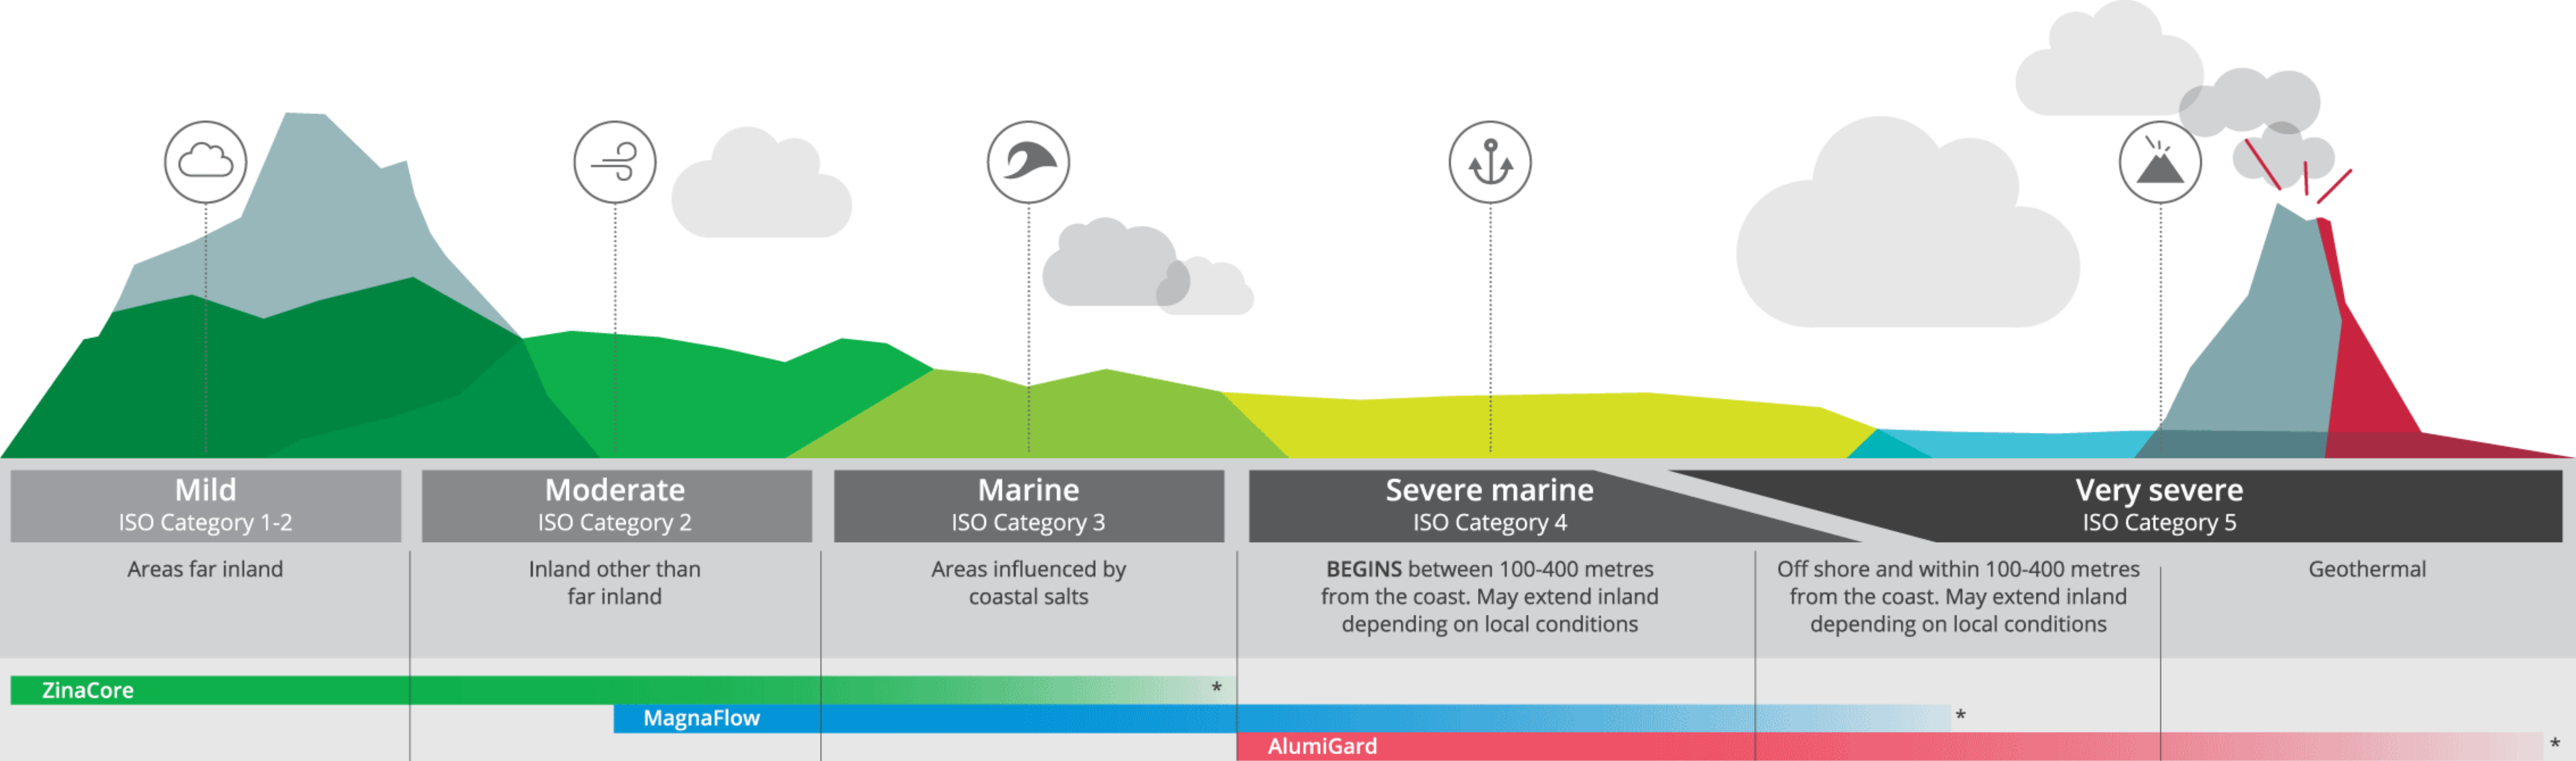 Mild
ISO Category 1-2
Moderate
ISO Category 2
Marine
ISO Category 3
Severe marine
ISO Category 4
Very severe
ISO Category 5
Areas far inland
Inland other than
far inland
Areas influenced by
coastal salts
BEGINS between 100-400 metres
from the coast. May extend inland
depending on local conditions
Off shore and within 100-400 metres
from the coast. May extend inland
depending on local conditions
Geothermal
ZinaCore *
MagnaFlow *
AlumiGard *